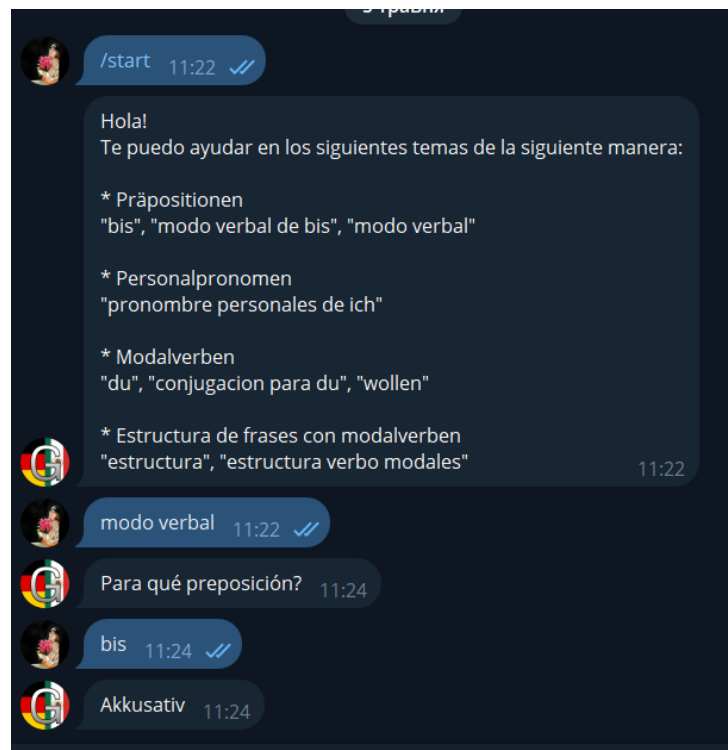 /start 11:22
Hola!
Te puedo ayudar en los siguientes temas de la siguiente manera:
* Präpositionen
"bis", "modo verbal de bis", "modo verbal"
* Personalpronomen
"pronombre personales de ich"
* Modalverben
"du", "conjugacion para du", "wollen"
* Estructura de frases con modalverben
"estructura", "estructura verbo modales"
11:22
modo verbal 11:22
Para qué preposición? 11:24
bis 11:24
Akkusativ 11:24